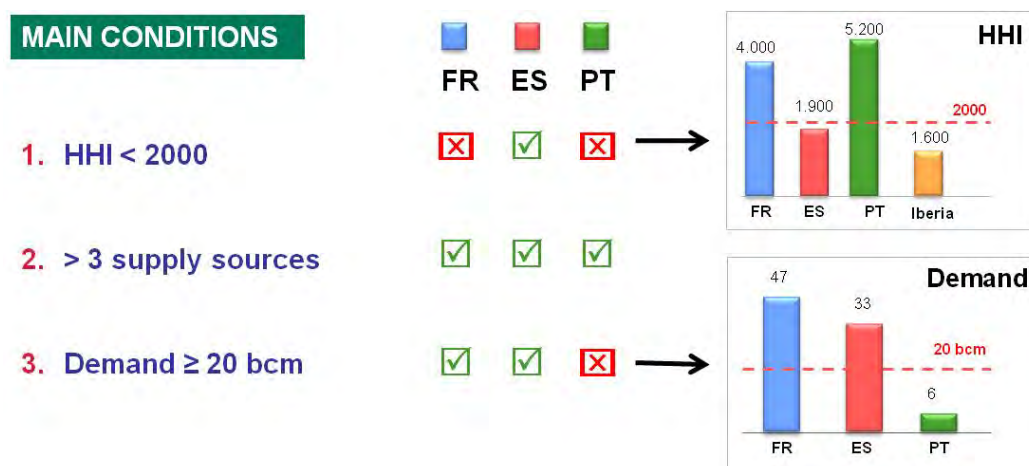 MAIN CONDITIONS
FR ES PT
1. HHI < 2000
2. > 3 supply sources
3. Demand ≥ 20 bcm
HHI
4.000
1.900
5.200
2000
1.600
FR ES PT Iberia
Demand
47
33
20 bcm
6
FR ES PT